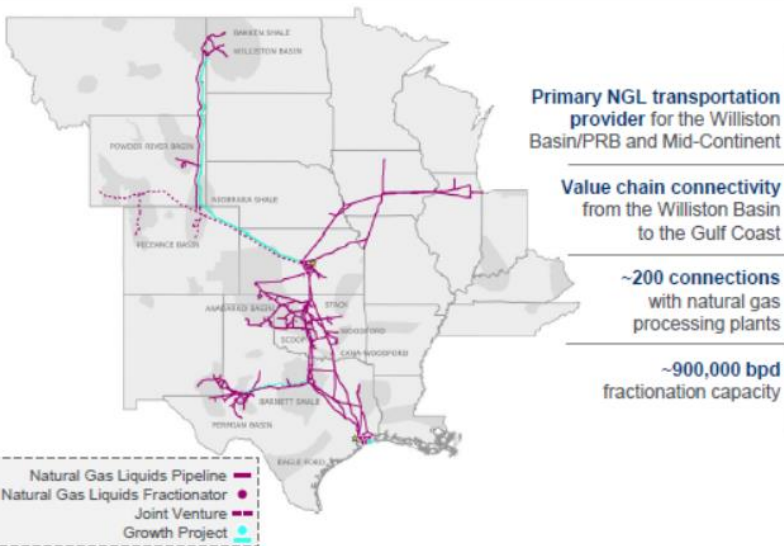 BAKKEN SHALE
WILLISTON BASIN
POWDER RIVER BASIN
NIOBRARA SHALE
PICEANCE BASIN
ANADARKO BASIN
STACK
WOODFORD
SCOOP
CANA-WOODFORD
BARNETT SHALE
PERMIAN BASIN
EAGLE FORD
Primary NGL transportation
provider for the Williston
Basin/PRB and Mid-Continent
Value chain connectivity
from the Williston Basin
to the Gulf Coast
~200 connections
with natural gas
processing plants
~900,000 bpd
fractionation capacity
Natural Gas Liquids Pipeline
Natural Gas Liquids Fractionator
Joint Venture
Growth Project